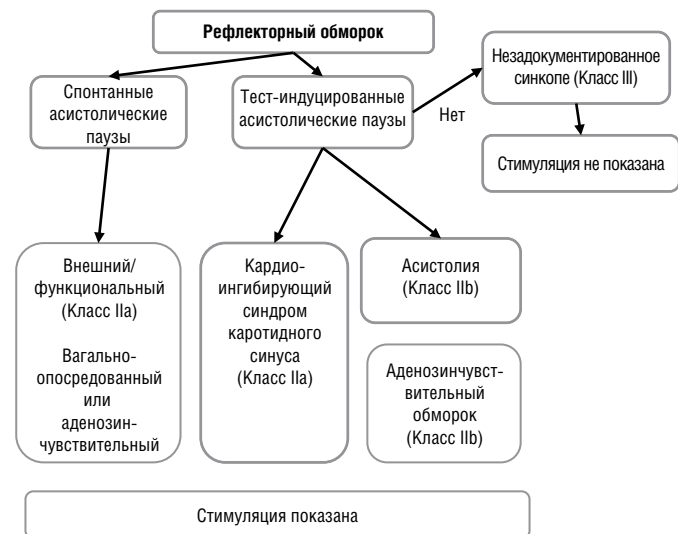 Рефлекторный обморок
Незадокументированное
синкопе (Класс III)
Спонтанные
асистолические
паузы
Тест-индуцированные
асистолические паузы
Нет
Стимуляция не показана
Внешний/
функциональный
(Класс IIa)
Вагально-
опосредованный
или
аденозин-
чувствительный
Кардио-
ингибирующий
синдром
каротидного
синуса
(Класс IIa)
Асистолия
(Класс IIb)
Аденозинчувст-
вительный
обморок
(Класс IIb)
Стимуляция показана